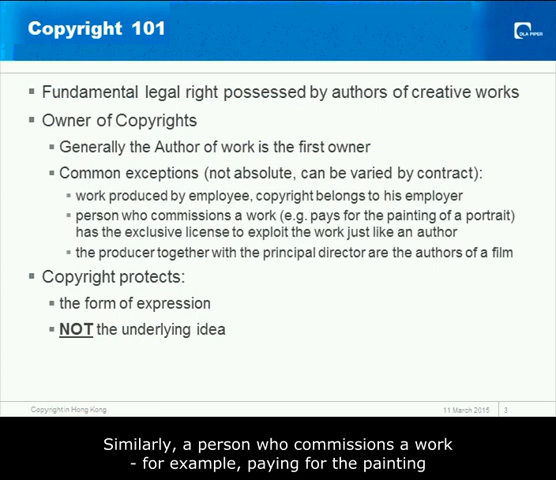 Copyright 101
DLA PIPER
▪ Fundamental legal right possessed by authors of creative works
▪ Owner of Copyrights
▪ Generally the Author of work is the first owner
▪ Common exceptions (not absolute, can be varied by contract):
▪ work produced by employee, copyright belongs to his employer
▪ person who commissions a work (e.g. pays for the painting of a portrait)
has the exclusive license to exploit the work just like an author
▪ the producer together with the principal director are the authors of a film
▪ Copyright protects:
▪ the form of expression
▪ NOT the underlying idea
Copyright in Hong Kong 11 March 2015 3
Similarly, a person who commissions a work
- for example, paying for the painting